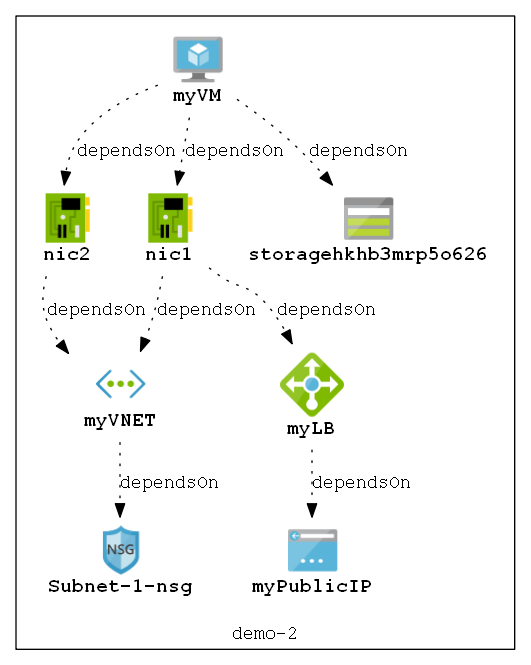 myVM
dependsOn dependsOn dependsOn
nic2 nic1 storagehkhb3mrp5o626
dependsOn dependsOn dependsOn
myVNET myLB
dependsOn dependsOn
NSG
Subnet-1-nsg myPublicIP
demo-2